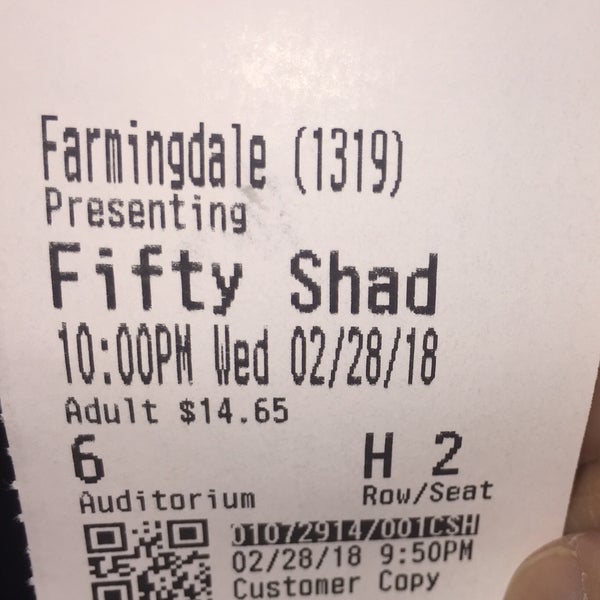 Farmingdale (1319)
Presenting
Fifty Shad
10:00PM Wed 02/28/18
Adult $14.65
6 H 2
Auditorium Row/Seat
01072914/001CSH
02/28/18 9:50PM
Customer Copy